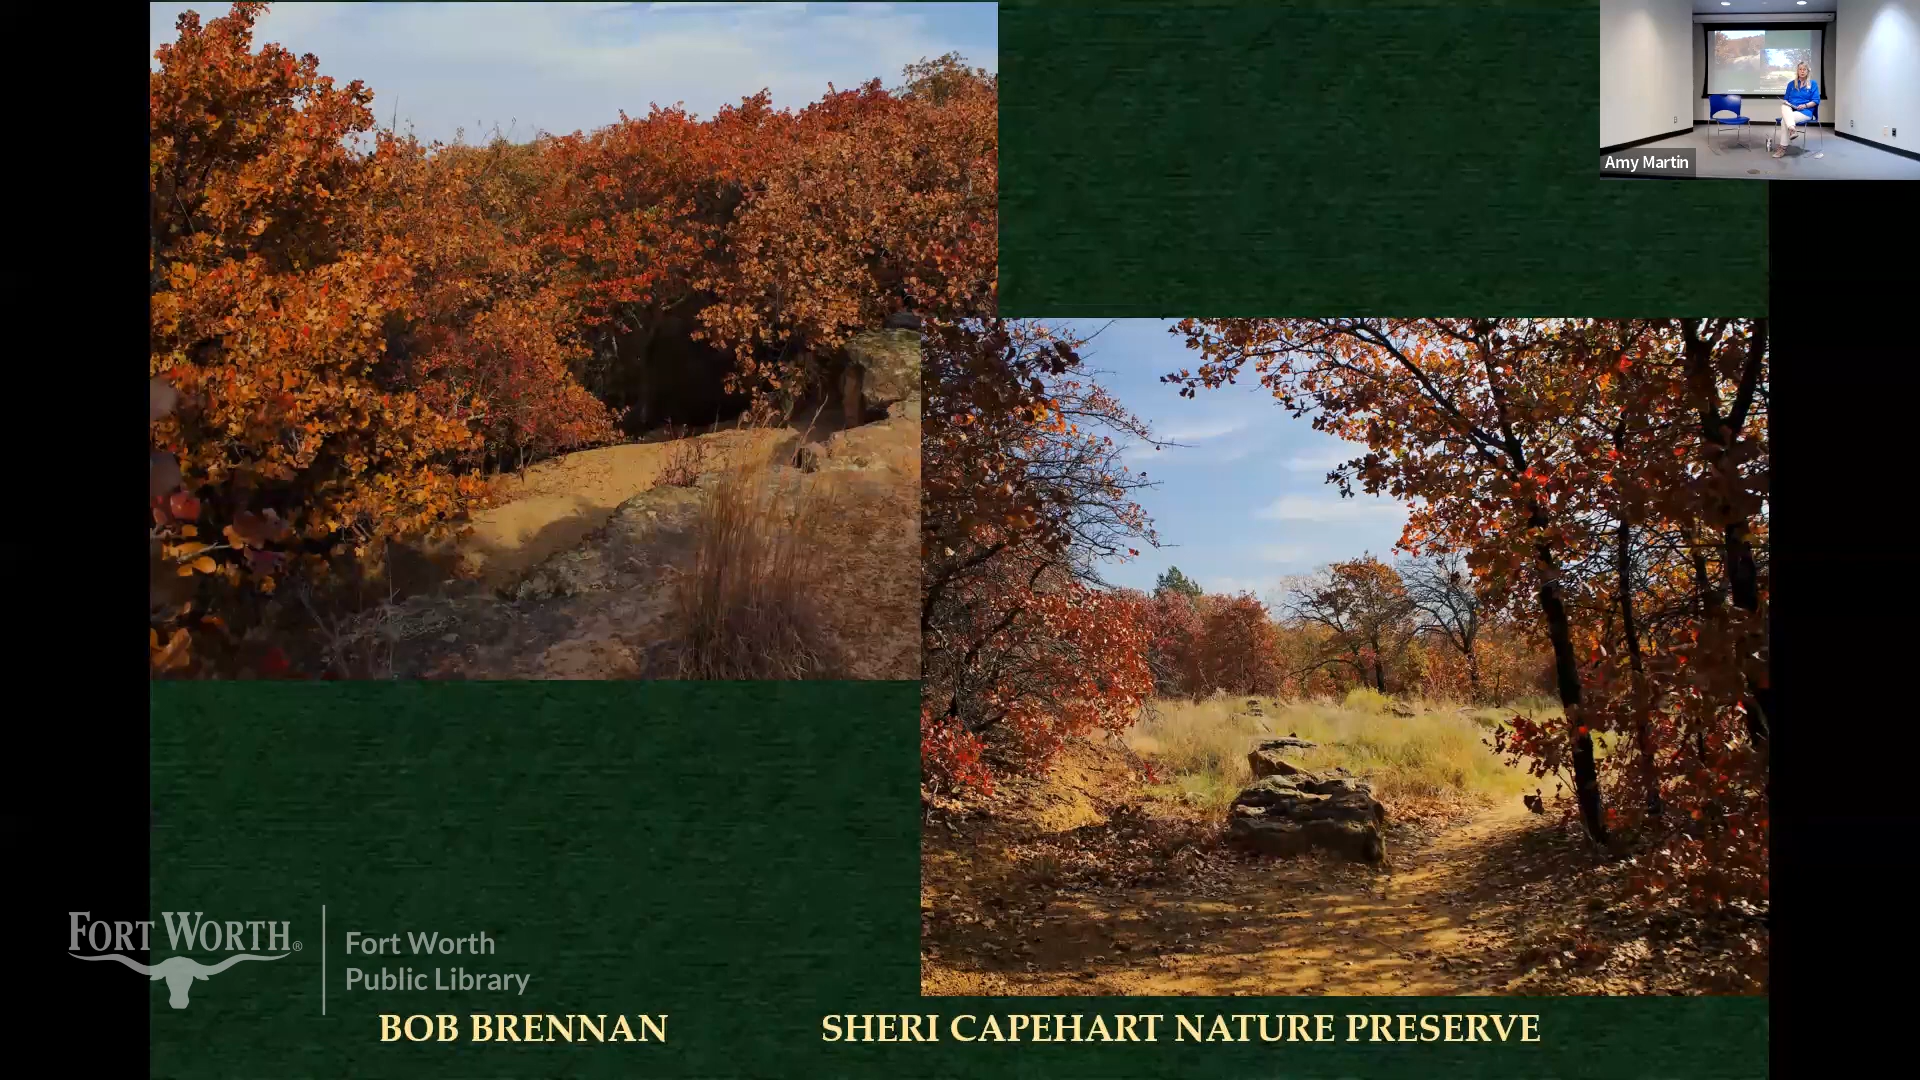 Amy Martin
FORT WORTH®
Fort Worth
Public Library
BOB BRENNAN
SHERI CAPEHART NATURE PRESERVE